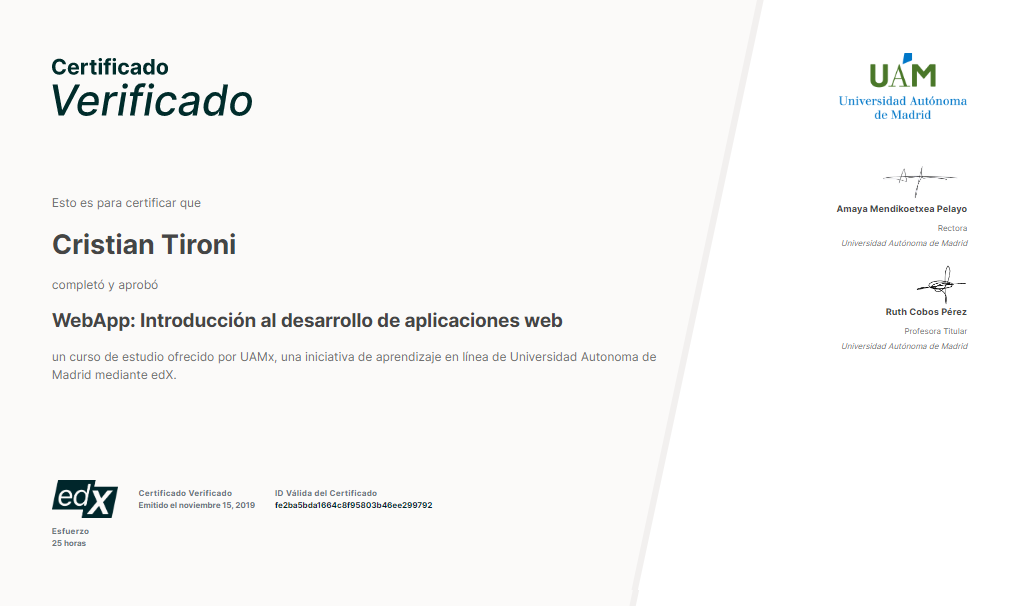 Certificado
Verificado
Esto es para certificar que
Cristian Tironi
completó y aprobó
WebApp: Introducción al desarrollo de aplicaciones web
un curso de estudio ofrecido por UAMx, una iniciativa de aprendizaje en línea de Universidad Autonoma de
Madrid mediante edX.
edX
Certificado Verificado
Emitido el noviembre 15, 2019
ID Válida del Certificado
fe2ba5bda1664c8f95803b46ee299792
Esfuerzo
25 horas
UAM
Universidad Autónoma
de Madrid
Amaya Mendikoetxea Pelayo
Rectora
Universidad Autónoma de Madrid
Ruth Cobos Pérez
Profesora Titular
Universidad Autónoma de Madrid